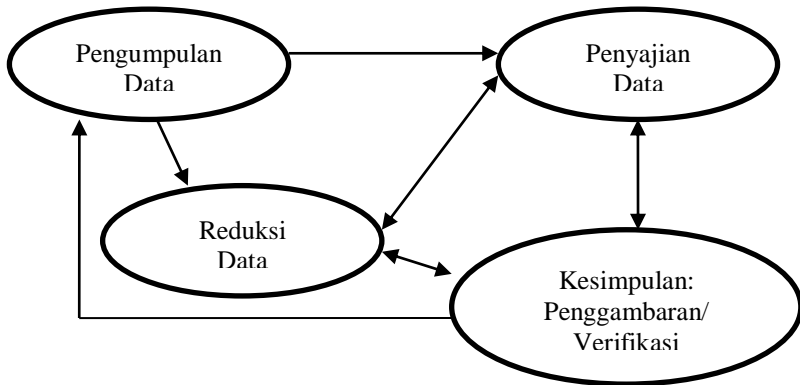 Pengumpulan
Data
Penyajian
Data
Reduksi
Data
Kesimpulan:
Penggambaran/
Verifikasi